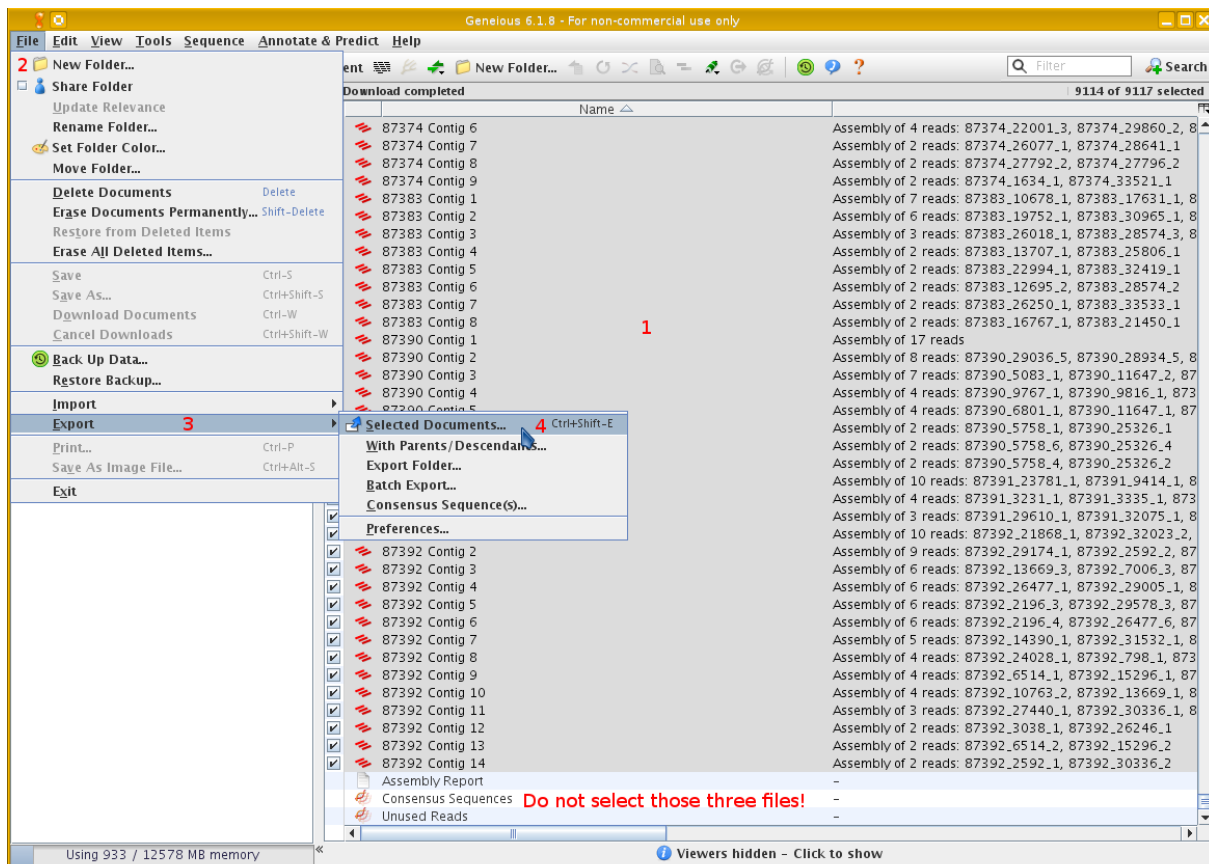 Geneious 6.1.8 - For non-commercial use only
File Edit View Tools Sequence Annotate & Predict Help
2 New Folder...
Share Folder
Update Relevance
Rename Folder...
Set Folder Color...
Move Folder...
Delete Documents Delete
Erase Documents Permanently... Shift-Delete
Restore from Deleted Items
Erase All Deleted Items...
Save Ctrl-S
Save As... Ctrl+Shift-S
Download Documents Ctrl-W
Cancel Downloads Ctrl+Shift-W
Back Up Data...
Restore Backup...
Import
Export 3
Print... Ctrl-P
Save As Image File... Ctrl+Alt-S
Exit
Selected Documents... 4 Ctrl+Shift-E
With Parents/Descendants...
Export Folder...
Batch Export...
Consensus Sequence(s)...
Preferences...
ent New Folder... ? Filter Search
Download completed 9114 of 9117 selected
Name
87374 Contig 6 Assembly of 4 reads: 87374_22001_3, 87374_29860_2, 8
87374 Contig 7 Assembly of 2 reads: 87374_26077_1, 87374_28641_1
87374 Contig 8 Assembly of 2 reads: 87374_27792_2, 87374_27796_2
87374 Contig 9 Assembly of 2 reads: 87374_1634_1, 87374_33521_1
87383 Contig 1 Assembly of 7 reads: 87383_10678_1, 87383_17631_1, 8
87383 Contig 2 Assembly of 6 reads: 87383_19752_1, 87383_30965_1, 8
87383 Contig 3 Assembly of 3 reads: 87383_26018_1, 87383_28574_3, 8
87383 Contig 4 Assembly of 2 reads: 87383_13707_1, 87383_25806_1
87383 Contig 5 Assembly of 2 reads: 87383_22994_1, 87383_32419_1
87383 Contig 6 Assembly of 2 reads: 87383_12695_2, 87383_28574_2
87383 Contig 7 Assembly of 2 reads: 87383_26250_1, 87383_33533_1
87383 Contig 8 Assembly of 2 reads: 87383_16767_1, 87383_21450_1
1
87390 Contig 1 Assembly of 17 reads
87390 Contig 2 Assembly of 8 reads: 87390_29036_5, 87390_28934_5, 8
87390 Contig 3 Assembly of 7 reads: 87390_5083_1, 87390_11647_2, 87
87390 Contig 4 Assembly of 4 reads: 87390_9767_1, 87390_9816_1, 873
87390 Contig 5 Assembly of 4 reads: 87390_6801_1, 87390_11647_1, 87
Assembly of 2 reads: 87390_5758_1, 87390_25326_1
Assembly of 2 reads: 87390_5758_6, 87390_25326_4
Assembly of 2 reads: 87390_5758_4, 87390_25326_2
Assembly of 10 reads: 87391_23781_1, 87391_9414_1, 8
Assembly of 4 reads: 87391_3231_1, 87391_3335_1, 873
Assembly of 3 reads: 87391_29610_1, 87391_32075_1, 8
Assembly of 10 reads: 87392_21868_1, 87392_32023_2,
87392 Contig 2 Assembly of 9 reads: 87392_29174_1, 87392_2592_2, 87
87392 Contig 3 Assembly of 6 reads: 87392_13669_3, 87392_7006_3, 87
87392 Contig 4 Assembly of 6 reads: 87392_26477_1, 87392_29005_1, 8
87392 Contig 5 Assembly of 6 reads: 87392_2196_3, 87392_29578_3, 87
87392 Contig 6 Assembly of 6 reads: 87392_2196_4, 87392_26477_6, 87
87392 Contig 7 Assembly of 5 reads: 87392_14390_1, 87392_31532_1, 8
87392 Contig 8 Assembly of 4 reads: 87392_24028_1, 87392_798_1, 873
87392 Contig 9 Assembly of 4 reads: 87392_6514_1, 87392_15296_1, 87
87392 Contig 10 Assembly of 4 reads: 87392_10763_2, 87392_13669_1, 8
87392 Contig 11 Assembly of 3 reads: 87392_27440_1, 87392_30336_1, 8
87392 Contig 12 Assembly of 2 reads: 87392_3038_1, 87392_26246_1
87392 Contig 13 Assembly of 2 reads: 87392_6514_2, 87392_15296_2
87392 Contig 14 Assembly of 2 reads: 87392_2592_1, 87392_30336_2
Assembly Report -
Consensus Sequences Do not select those three files! -
Unused Reads -
Using 933 / 12578 MB memory
Viewers hidden - Click to show